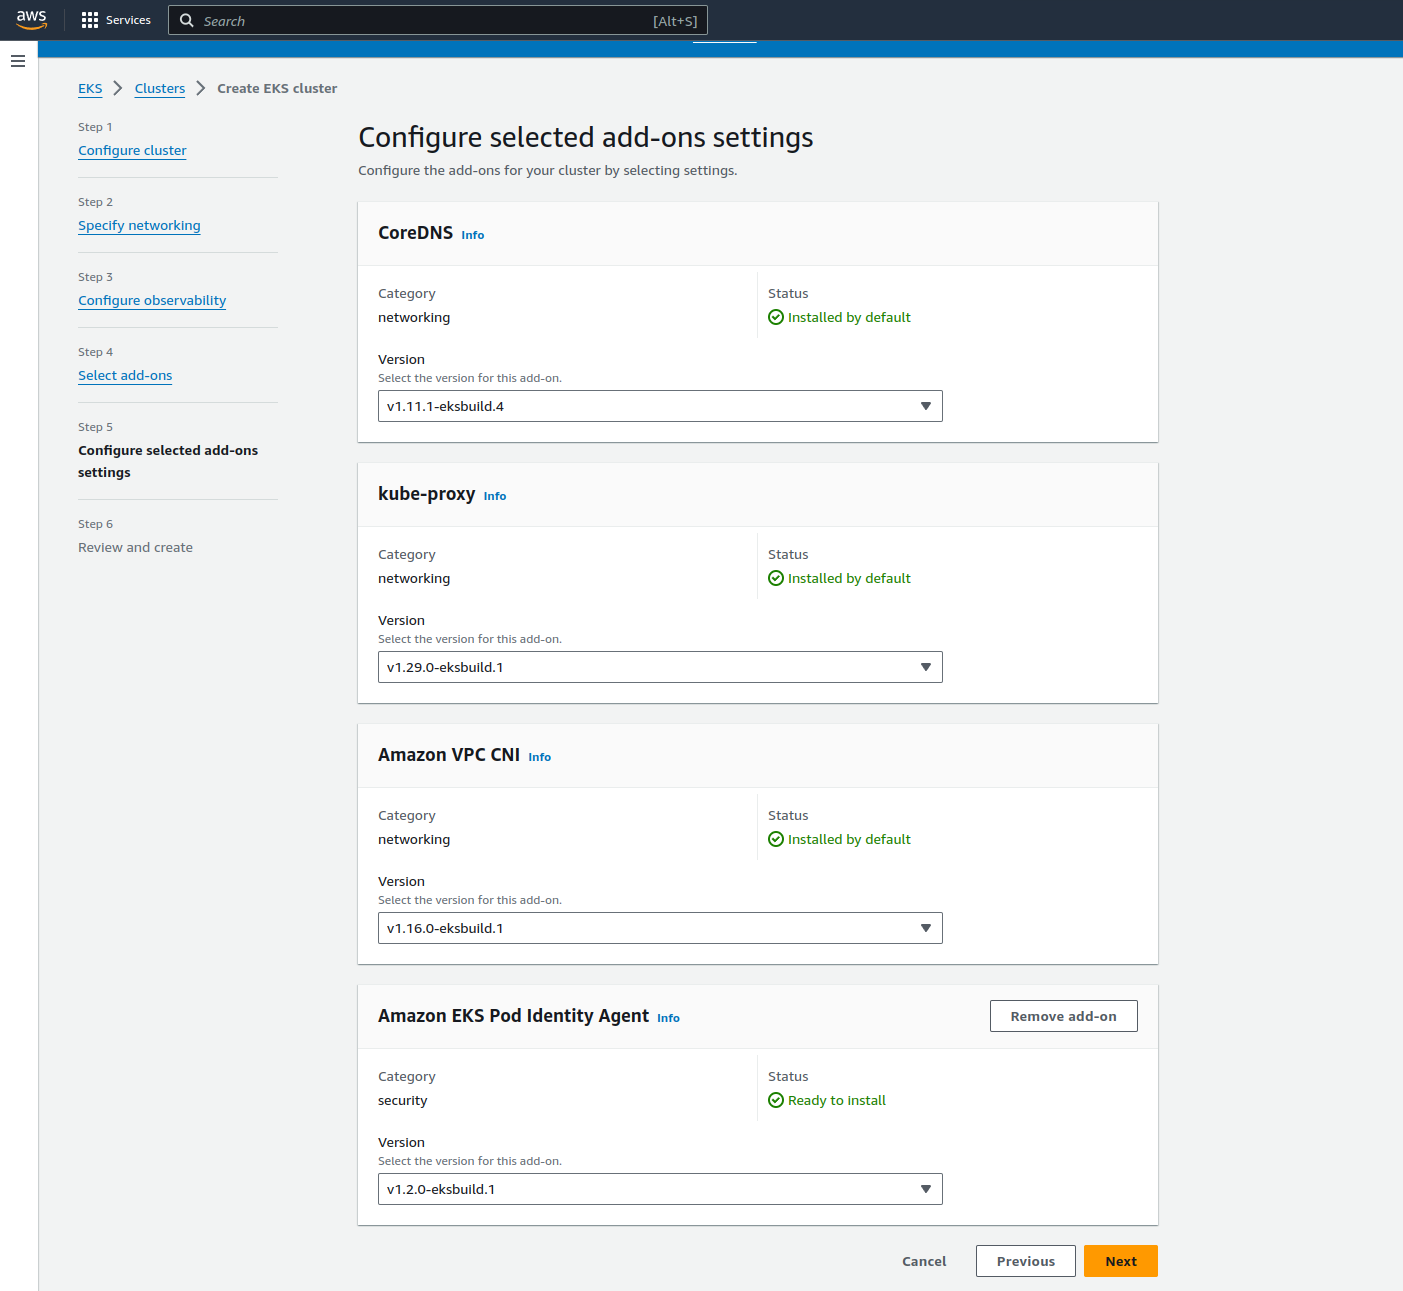 aws
Services
Search
[Alt+S]
EKS
Clusters
Create EKS cluster
Step 1
Configure cluster
Step 2
Specify networking
Step 3
Configure observability
Step 4
Select add-ons
Step 5
Configure selected add-ons
settings
Step 6
Review and create
Configure selected add-ons settings
Configure the add-ons for your cluster by selecting settings.
CoreDNS Info
Category
networking
Status
Installed by default
Version
Select the version for this add-on.
v1.11.1-eksbuild.4
kube-proxy Info
Category
networking
Status
Installed by default
Version
Select the version for this add-on.
v1.29.0-eksbuild.1
Amazon VPC CNI Info
Category
networking
Status
Installed by default
Version
Select the version for this add-on.
v1.16.0-eksbuild.1
Amazon EKS Pod Identity Agent Info
Remove add-on
Category
security
Status
Ready to install
Version
Select the version for this add-on.
v1.2.0-eksbuild.1
Cancel
Previous
Next